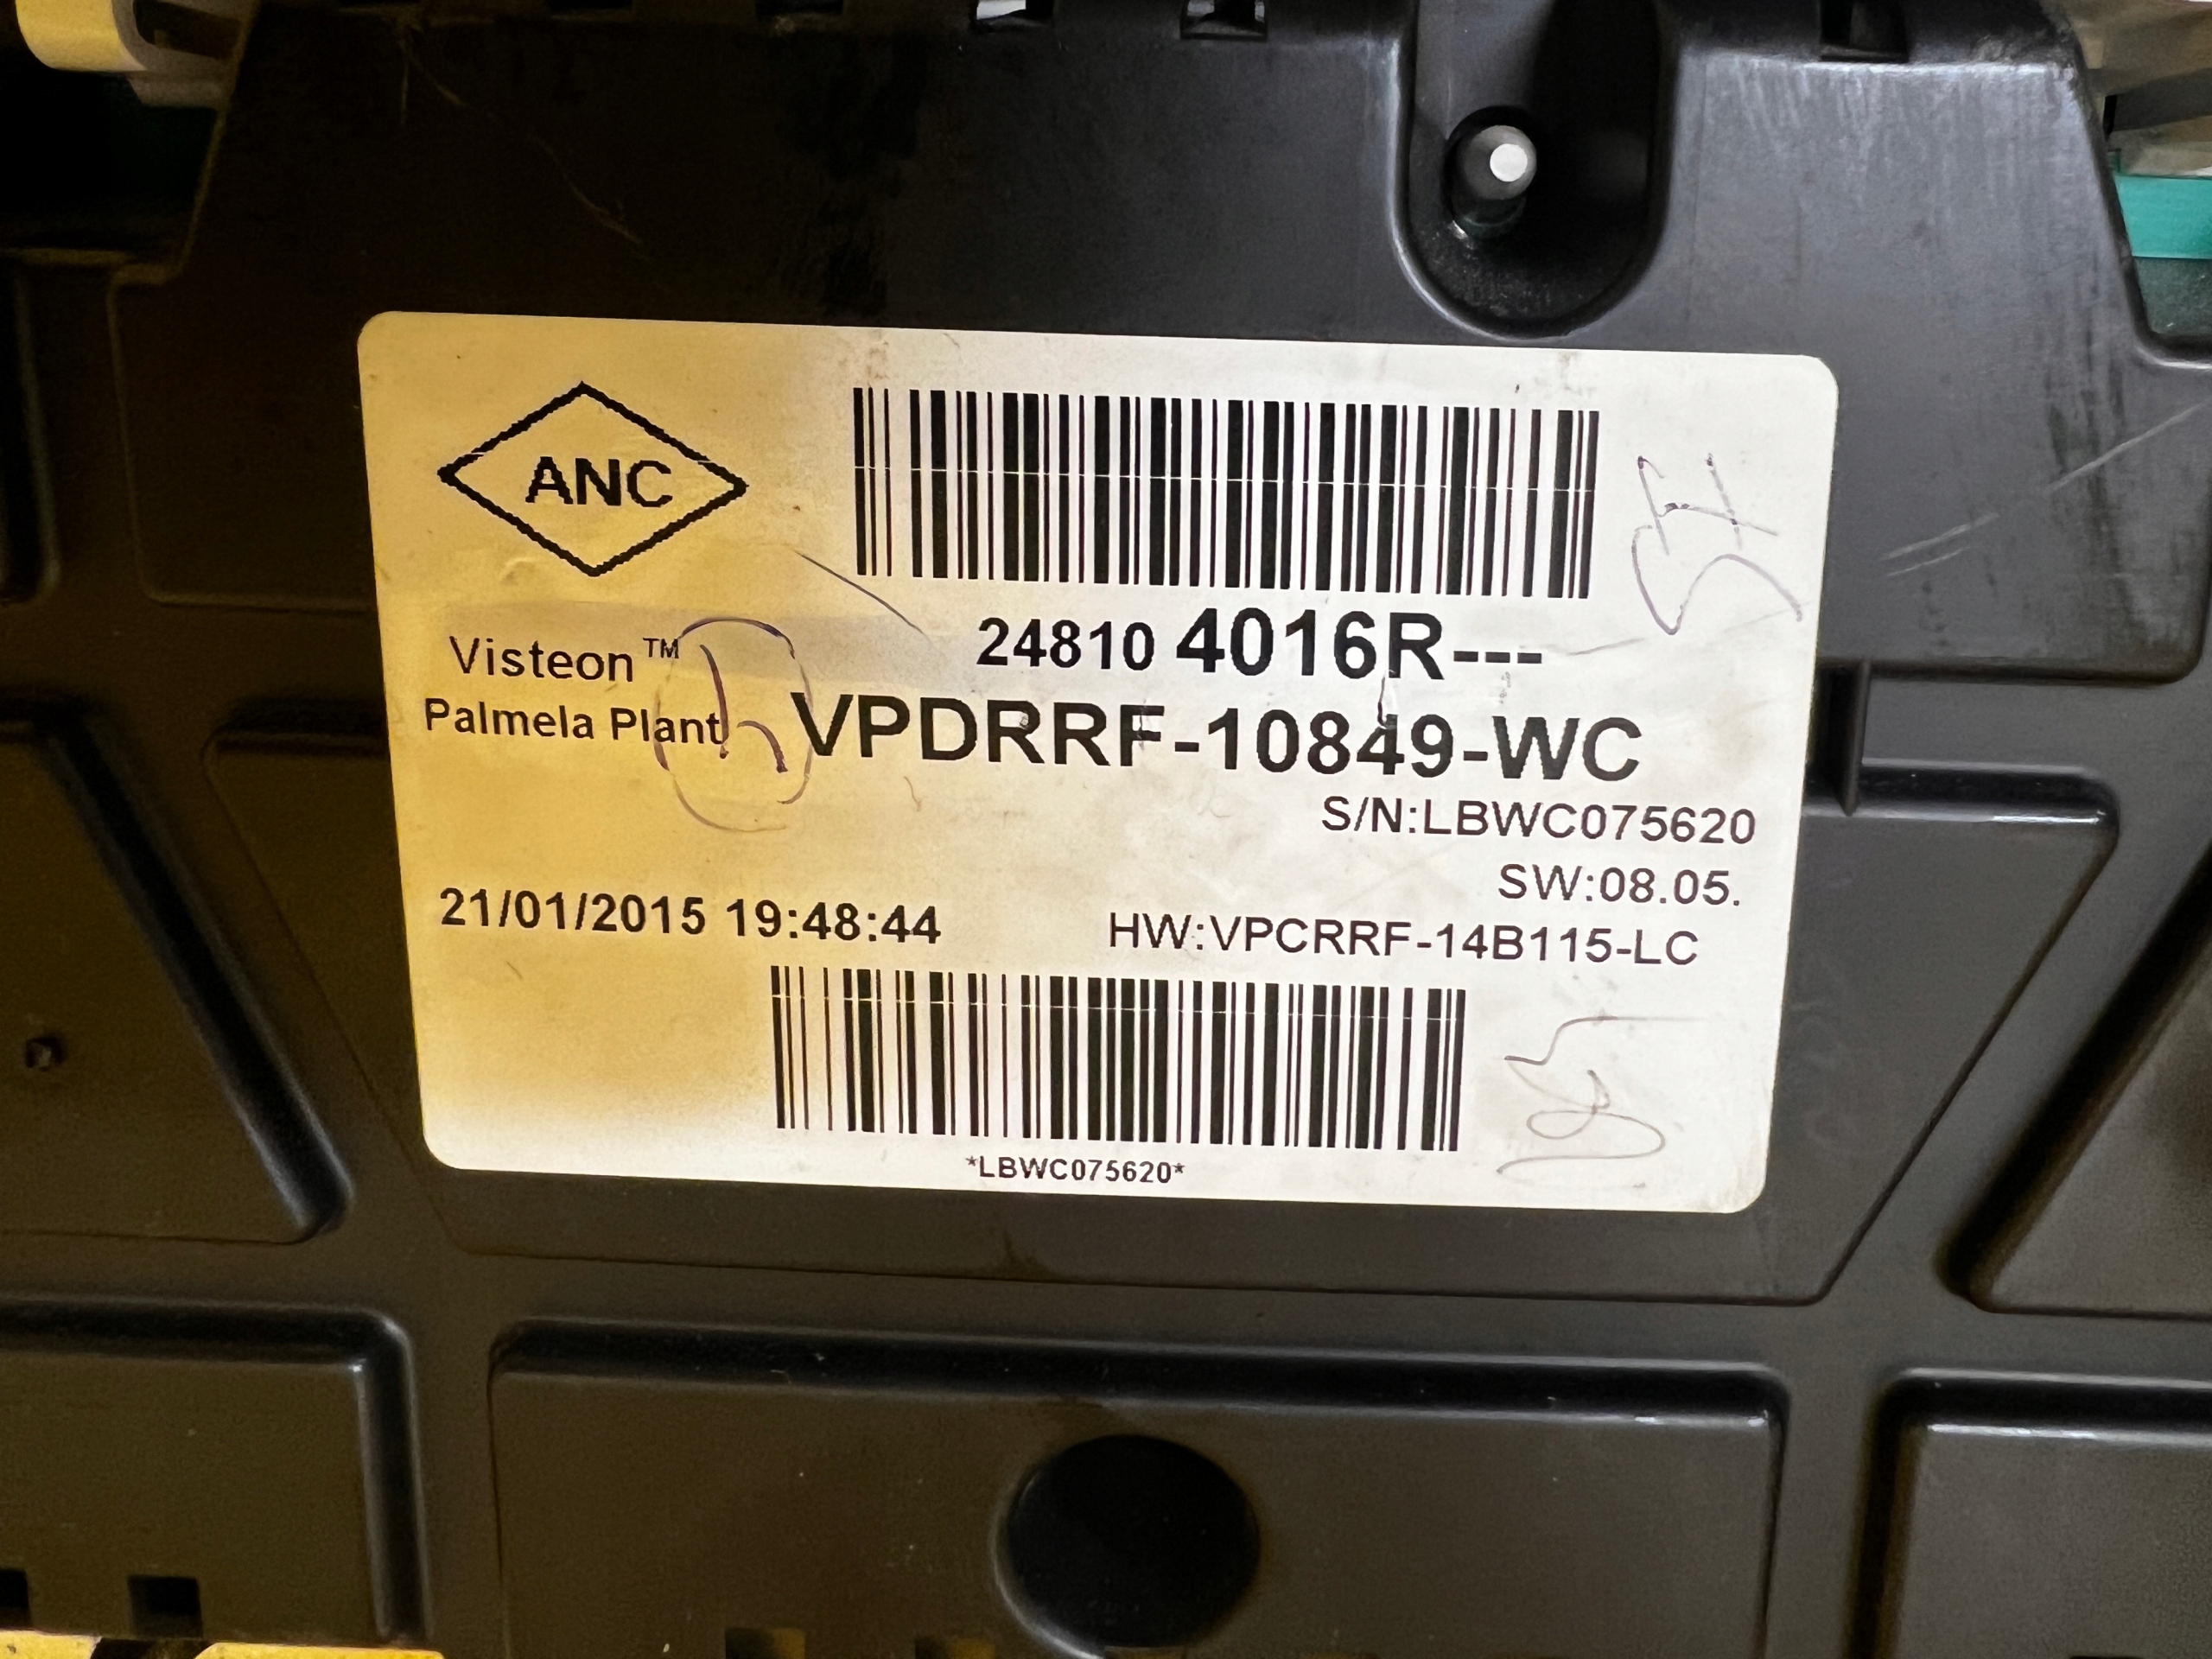 ANC
24810 4016R---
Visteon™
Palmela Plant
VPDRRF-10849-WC
S/N:LBWC075620
SW:08.05.
21/01/2015 19:48:44
HW:VPCRRF-14B115-LC
*LBWC075620*